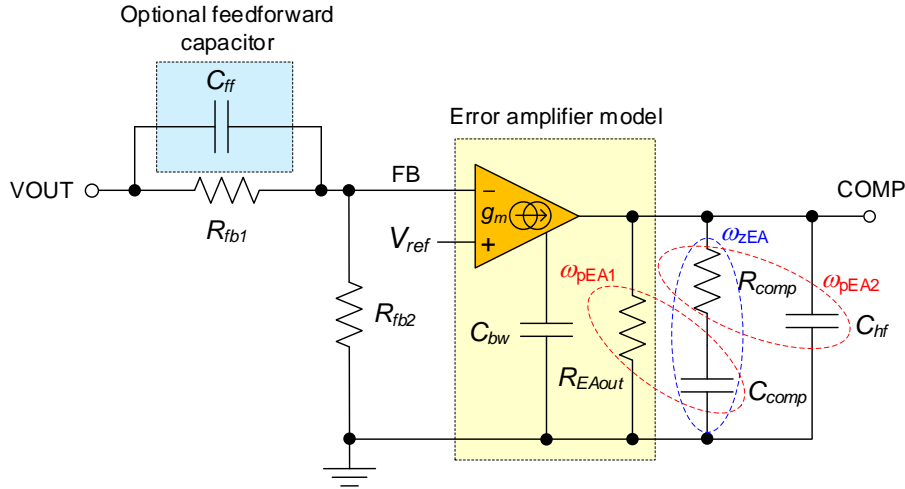 Optional feedforward
capacitor
C_ff
Error amplifier model
VOUT
FB
COMP
R_fb1
g_m
−
+
V_ref
ω_zEA
ω_pEA1
R_comp
ω_pEA2
R_fb2
C_bw
R_EAout
C_hf
C_comp